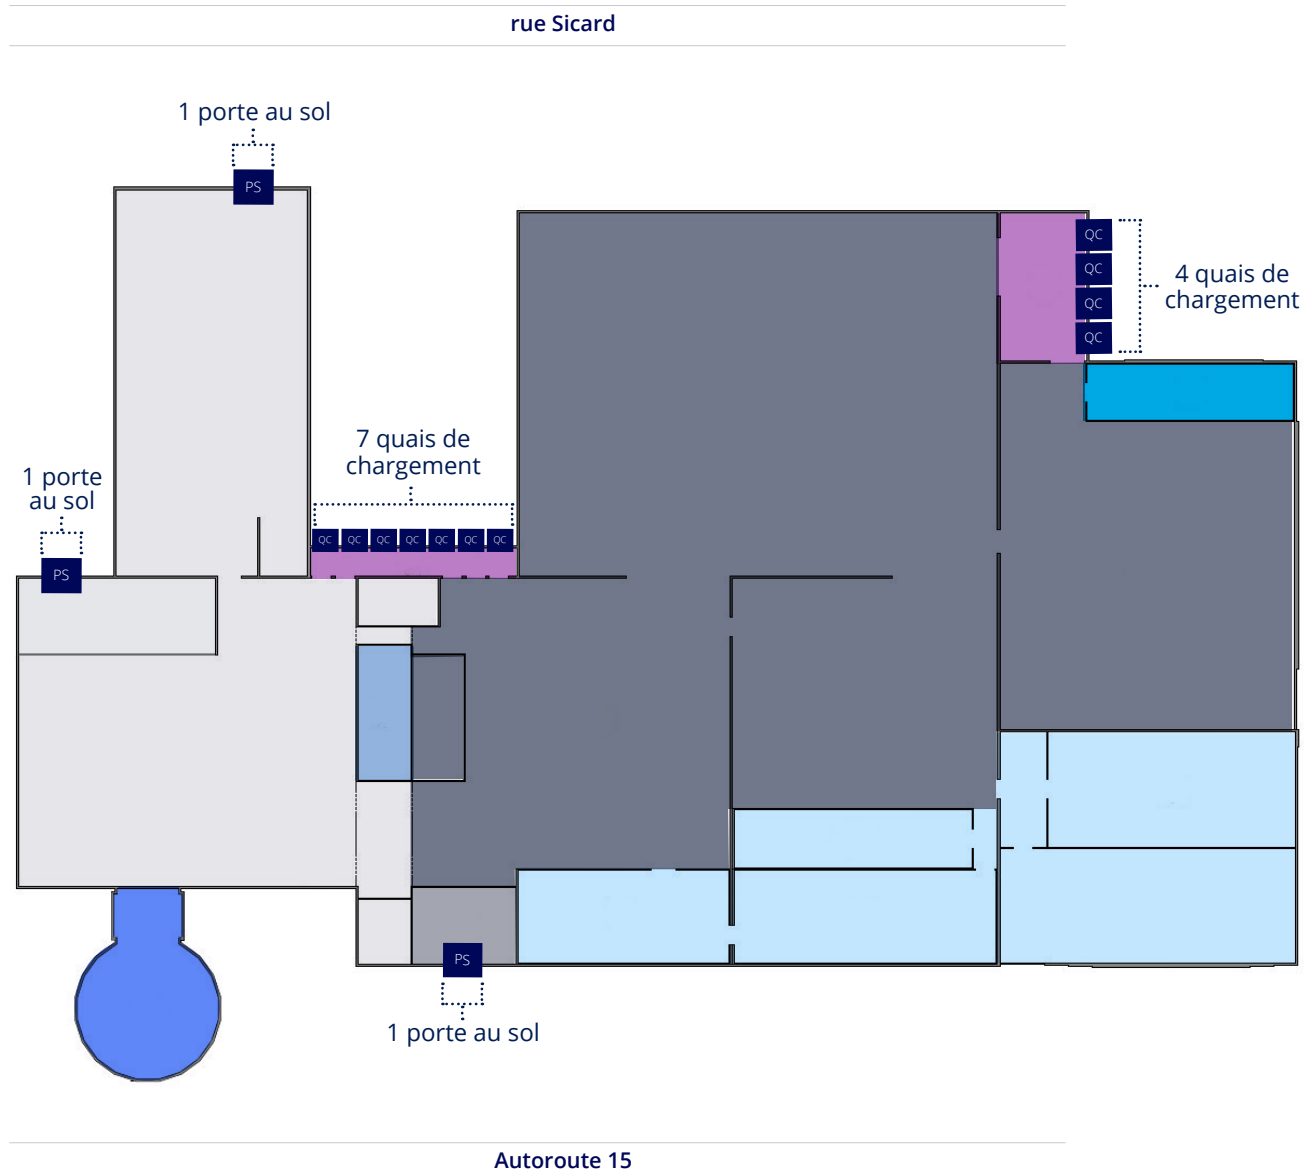 rue Sicard
1 porte au sol
PS
QC
QC
4 quais de
chargement
QC
QC
7 quais de
chargement
1 porte
au sol
QC QC QC QC QC QC QC
PS
PS
1 porte au sol
Autoroute 15